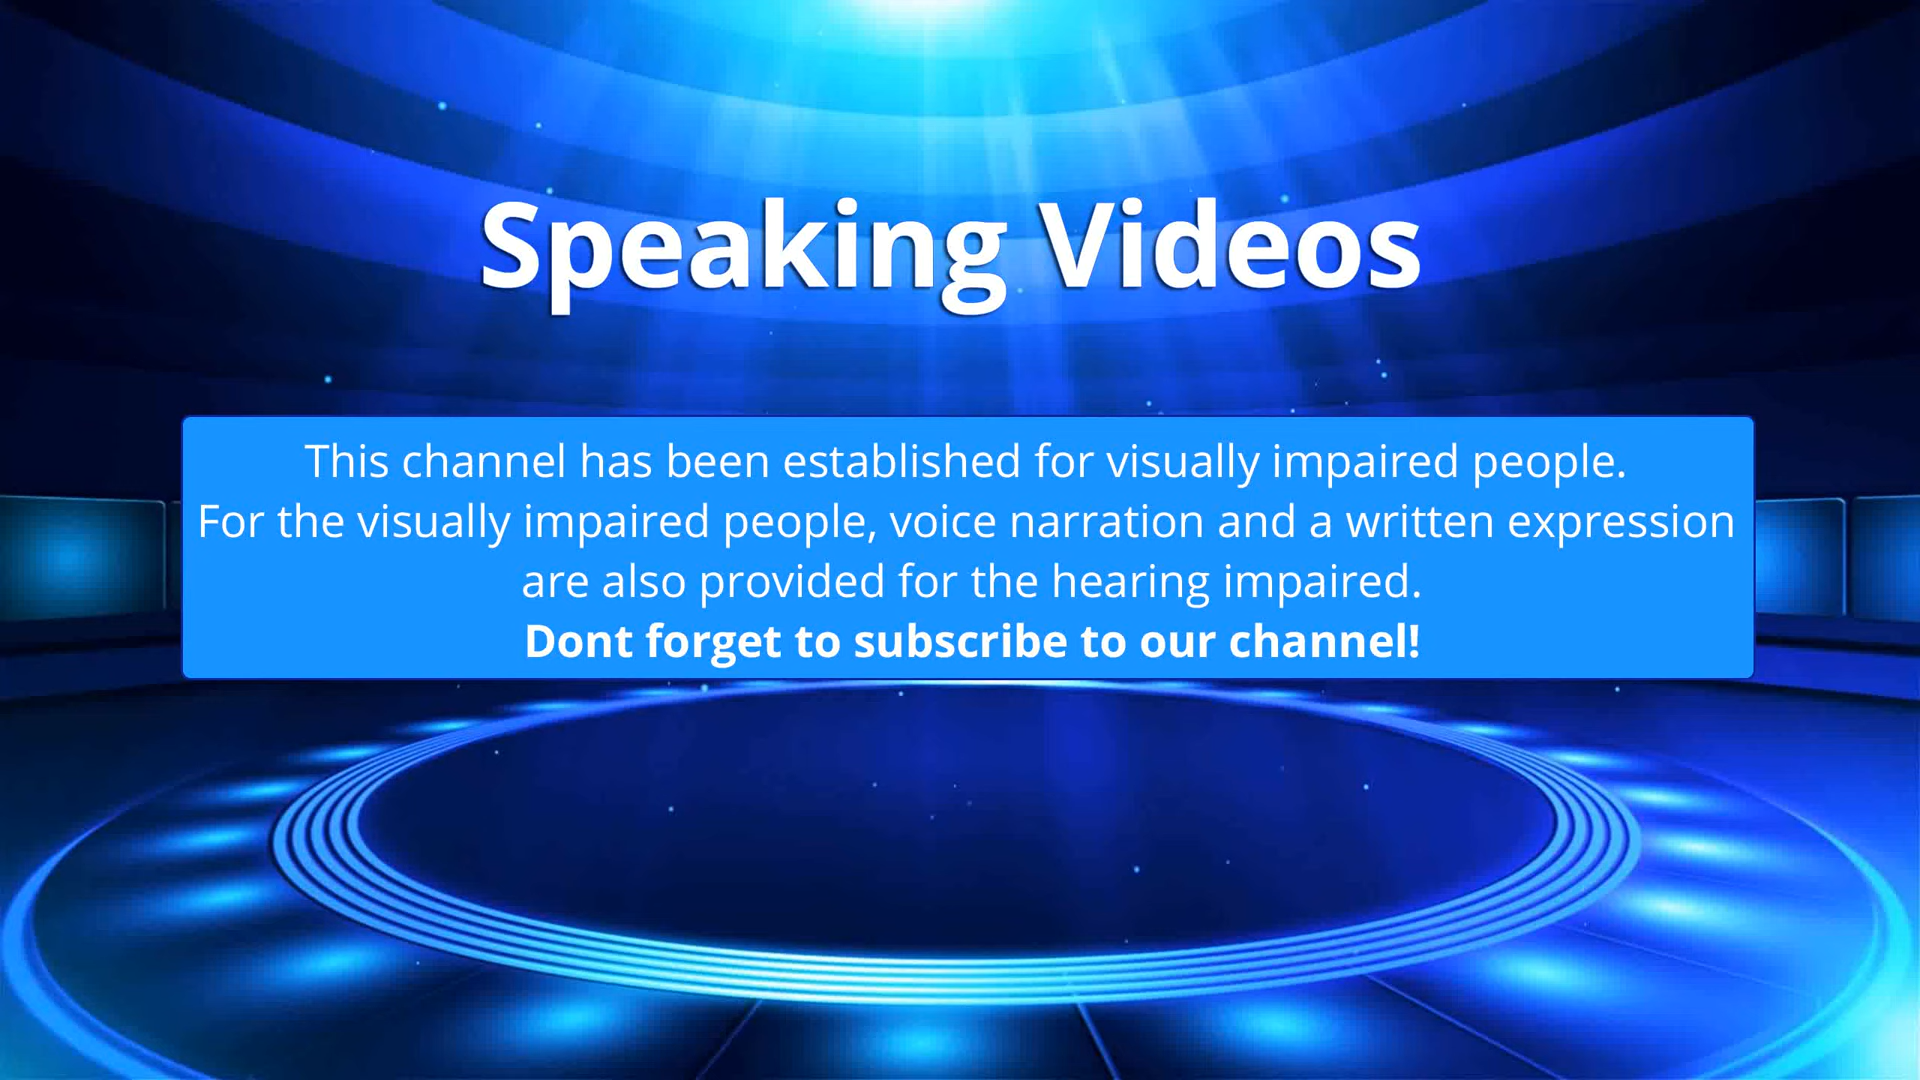 Speaking Videos
This channel has been established for visually impaired people.
For the visually impaired people, voice narration and a written expression
are also provided for the hearing impaired.
Dont forget to subscribe to our channel!